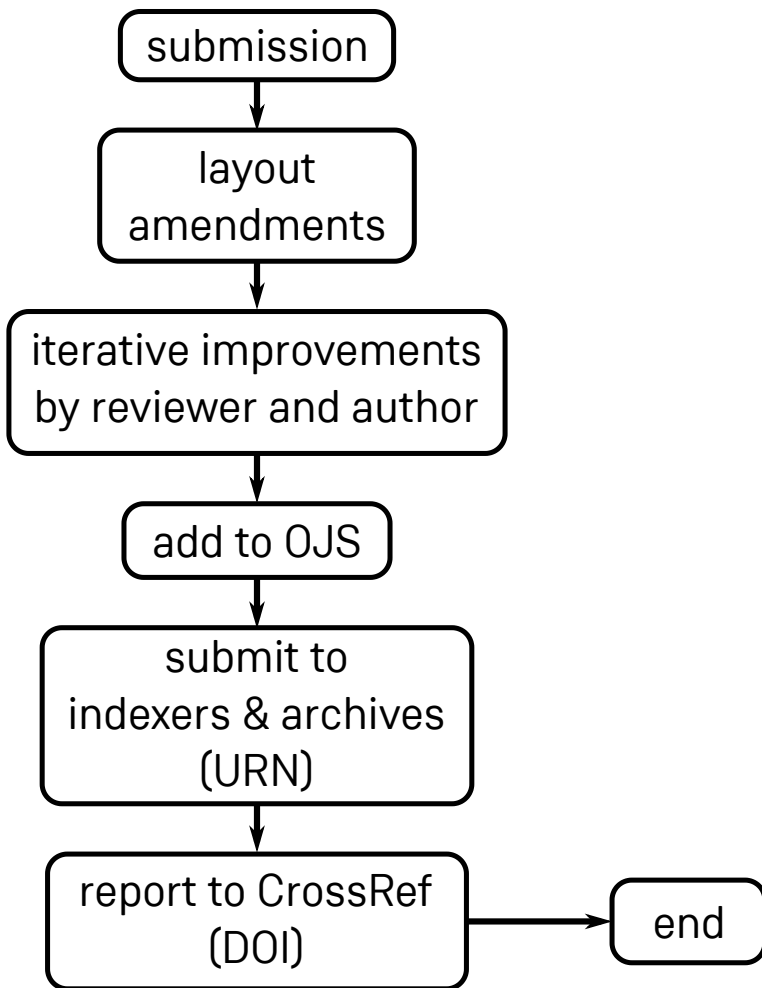 submission
layout
amendments
iterative improvements
by reviewer and author
add to OJS
submit to
indexers & archives
(URN)
report to CrossRef
(DOI)
end